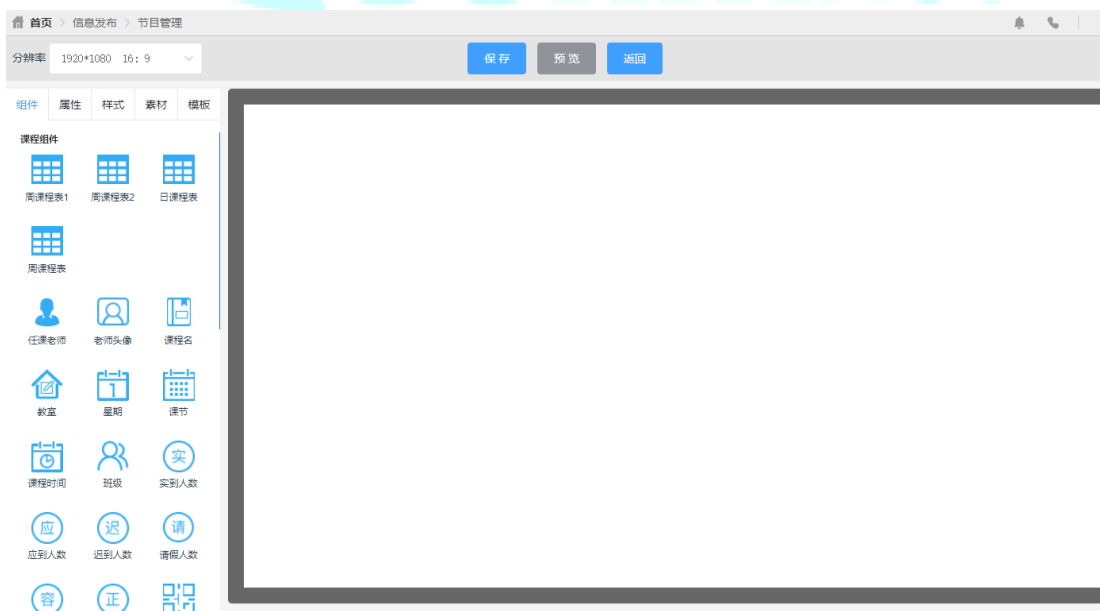 首页 > 信息发布 > 节目管理
分辨率 1920*1080 16:9
保存 预览 返回
组件 属性 样式 素材 模板
课程组件
周课程表1 周课程表2 日课程表
周课程表
任课老师 老师头像 课程名
教室 星期 课节
课程时间 班级 实到人数
实
应 迟 请
应到人数 迟到人数 请假人数
容 正